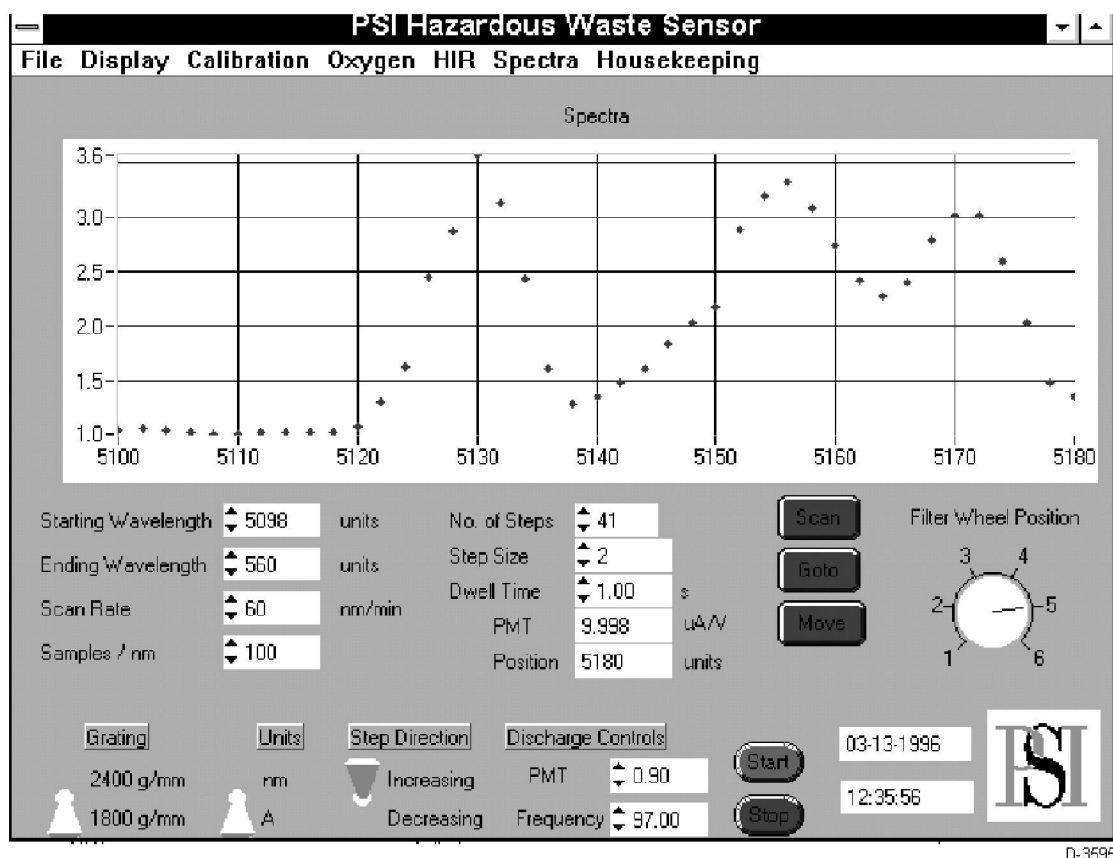 PSI Hazardous Waste Sensor
File Display Calibration Oxygen HIR Spectra Housekeeping
Spectra
3.6
3.0
2.5
2.0
1.5
1.0
5100 5110 5120 5130 5140 5150 5160 5170 5180
Starting Wavelength 5098 units No. of Steps 41 Scan Filter Wheel Position
Ending Wavelength 560 units Step Size 2 Goto 3 4
Scan Rate 60 nm/min Dwell Time 1.00 s Move 2 5
PMT 9.998 uA/V
Samples / nm 100 Position 5180 units 1 6
Grating Units Step Direction Discharge Controls
2400 g/mm nm Increasing PMT 0.90 Start 03-13-1996 PSI
1800 g/mm A Decreasing Frequency 97.00 Stop 12:35:56
D-3596